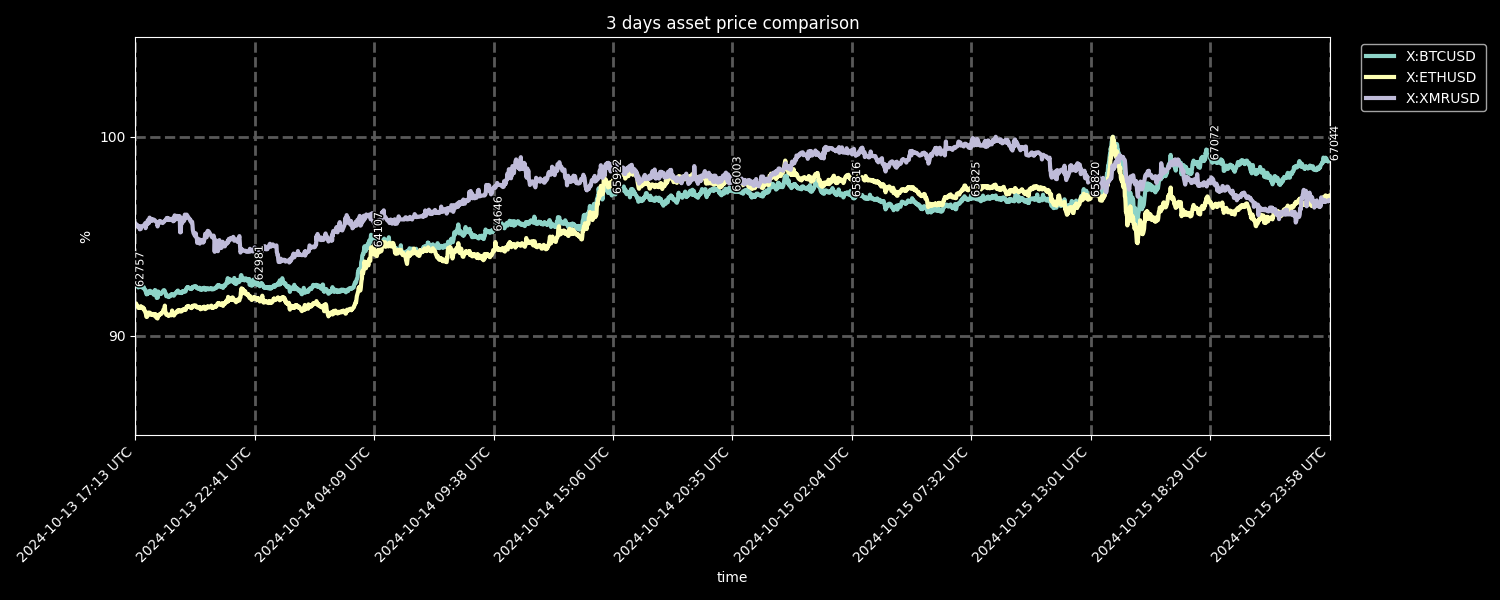 3 days asset price comparison
X:BTCUSD
X:ETHUSD
X:XMRUSD
100
90
%
62757
62981
64107
64646
65922
66003
65816
65825
65820
67072
67044
2024-10-13 17:13 UTC
2024-10-13 22:41 UTC
2024-10-14 04:09 UTC
2024-10-14 09:38 UTC
2024-10-14 15:06 UTC
2024-10-14 20:35 UTC
2024-10-15 02:04 UTC
2024-10-15 07:32 UTC
2024-10-15 13:01 UTC
2024-10-15 18:29 UTC
2024-10-15 23:58 UTC
time